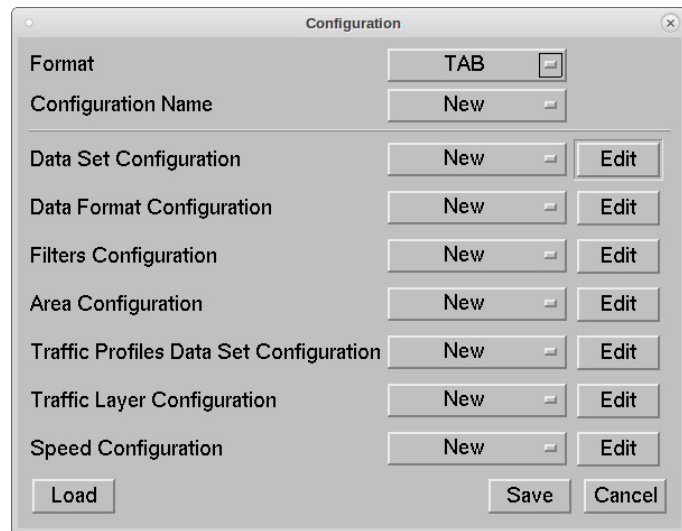 Configuration
Format TAB
Configuration Name New
Data Set Configuration New Edit
Data Format Configuration New Edit
Filters Configuration New Edit
Area Configuration New Edit
Traffic Profiles Data Set Configuration New Edit
Traffic Layer Configuration New Edit
Speed Configuration New Edit
Load Save Cancel